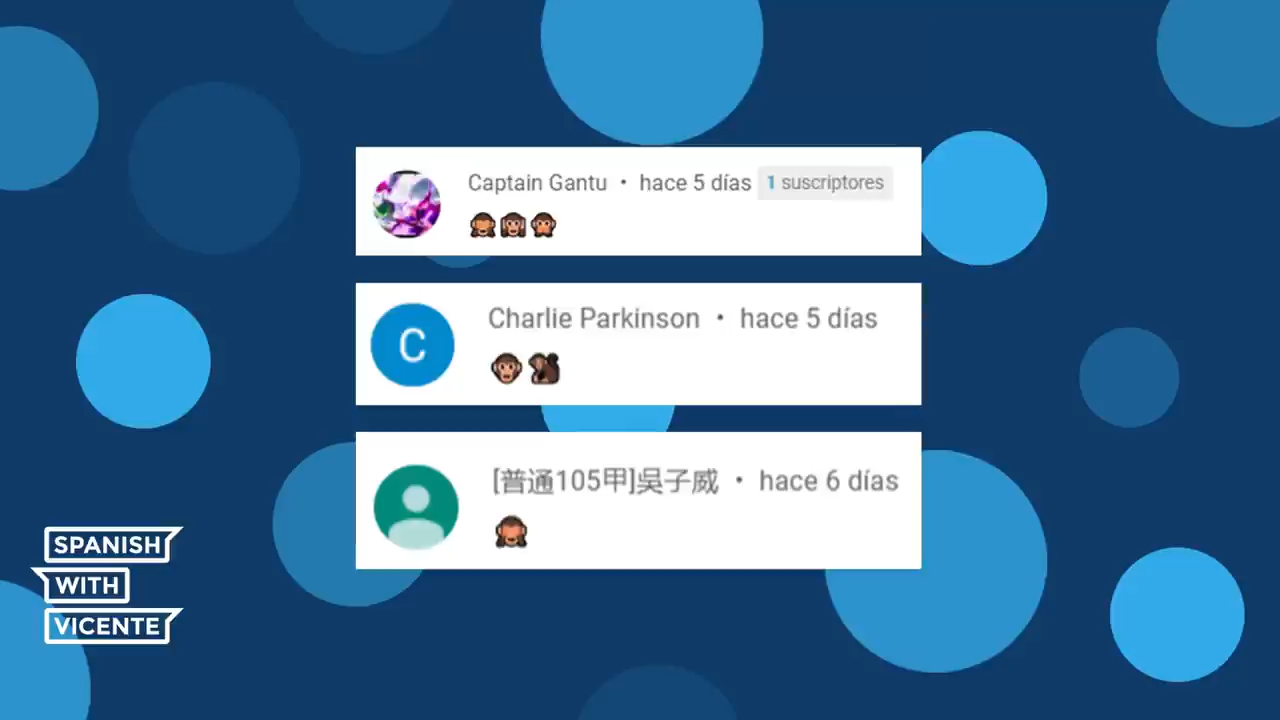 Captain Gantu • hace 5 días 1 suscriptores
🙈🙉🙊
Charlie Parkinson • hace 5 días
🐵🐒
[普通105甲]吳子威 • hace 6 días
🙈
SPANISH
WITH
VICENTE